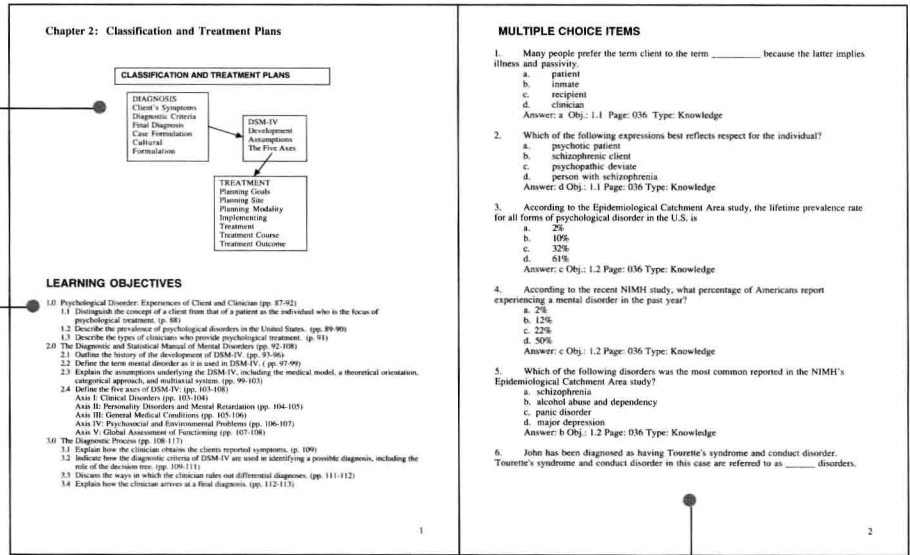 Chapter 2: Classification and Treatment Plans
CLASSIFICATION AND TREATMENT PLANS
DIAGNOSIS
Client's Symptoms
Diagnostic Criteria
Final Diagnosis
Case Formulation
Cultural
Formulation
DSM-IV
Development
Assumptions
The Five Axes
TREATMENT
Planning Goals
Planning Site
Planning Modality
Implementing
Treatment
Treatment Course
Treatment Outcome
LEARNING OBJECTIVES
1.0 Psychological Disorder: Experiences of Client and Clinician (pp. 87-92)
1.1 Distinguish the concept of a client from that of a patient as the individual who is the focus of
psychological treatment. (p. 88)
1.2 Describe the prevalence of psychological disorders in the United States. (pp. 89-90)
1.3 Describe the types of clinicians who provide psychological treatment. (p. 91)
2.0 The Diagnostic and Statistical Manual of Mental Disorders (pp. 92-108)
2.1 Outline the history of the development of DSM-IV. (pp. 93-96)
2.2 Define the term mental disorder as it is used in DSM-IV. ( pp. 97-99)
2.3 Explain the assumptions underlying the DSM-IV, including the medical model, a theoretical orientation,
categorical approach, and multiaxial system. (pp. 99-103)
2.4 Define the five axes of DSM-IV: (pp. 103-108)
Axis I: Clinical Disorders (pp. 103-104)
Axis II: Personality Disorders and Mental Retardation (pp. 104-105)
Axis III: General Medical Conditions (pp. 105-106)
Axis IV: Psychosocial and Environmental Problems (pp. 106-107)
Axis V: Global Assessment of Functioning (pp. 107-108)
3.0 The Diagnostic Process (pp. 108-117)
3.1 Explain how the clinician obtains the clients reported symptoms. (p. 109)
3.2 Indicate how the diagnostic criteria of DSM-IV are used in identifying a possible diagnosis, including the
role of the decision tree. (pp. 109-111)
3.3 Discuss the ways in which the clinician rules out differential diagnoses. (pp. 111-112)
3.4 Explain how the clinician arrives at a final diagnosis. (pp. 112-113)
1
MULTIPLE CHOICE ITEMS
1. Many people prefer the term client to the term _________ because the latter implies
illness and passivity.
a. patient
b. inmate
c. recipient
d. clinician
Answer: a Obj.: 1.1 Page: 036 Type: Knowledge
2. Which of the following expressions best reflects respect for the individual?
a. psychotic patient
b. schizophrenic client
c. psychopathic deviate
d. person with schizophrenia
Answer: d Obj.: 1.1 Page: 036 Type: Knowledge
3. According to the Epidemiological Catchment Area study, the lifetime prevalence rate
for all forms of psychological disorder in the U.S. is
a. 2%
b. 10%
c. 32%
d. 61%
Answer: c Obj.: 1.2 Page: 036 Type: Knowledge
4. According to the recent NIMH study, what percentage of Americans report
experiencing a mental disorder in the past year?
a. 2%
b. 12%
c. 22%
d. 50%
Answer: c Obj.: 1.2 Page: 036 Type: Knowledge
5. Which of the following disorders was the most common reported in the NIMH's
Epidemiological Catchment Area study?
a. schizophrenia
b. alcohol abuse and dependency
c. panic disorder
d. major depression
Answer: b Obj.: 1.2 Page: 036 Type: Knowledge
6. John has been diagnosed as having Tourette's syndrome and conduct disorder.
Tourette's syndrome and conduct disorder in this case are referred to as ______ disorders.
2